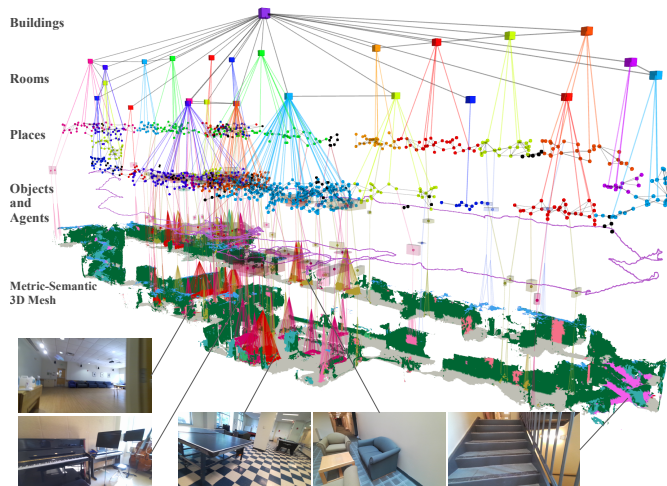 Buildings
Rooms
Places
Objects
and
Agents
Metric-Semantic
3D Mesh